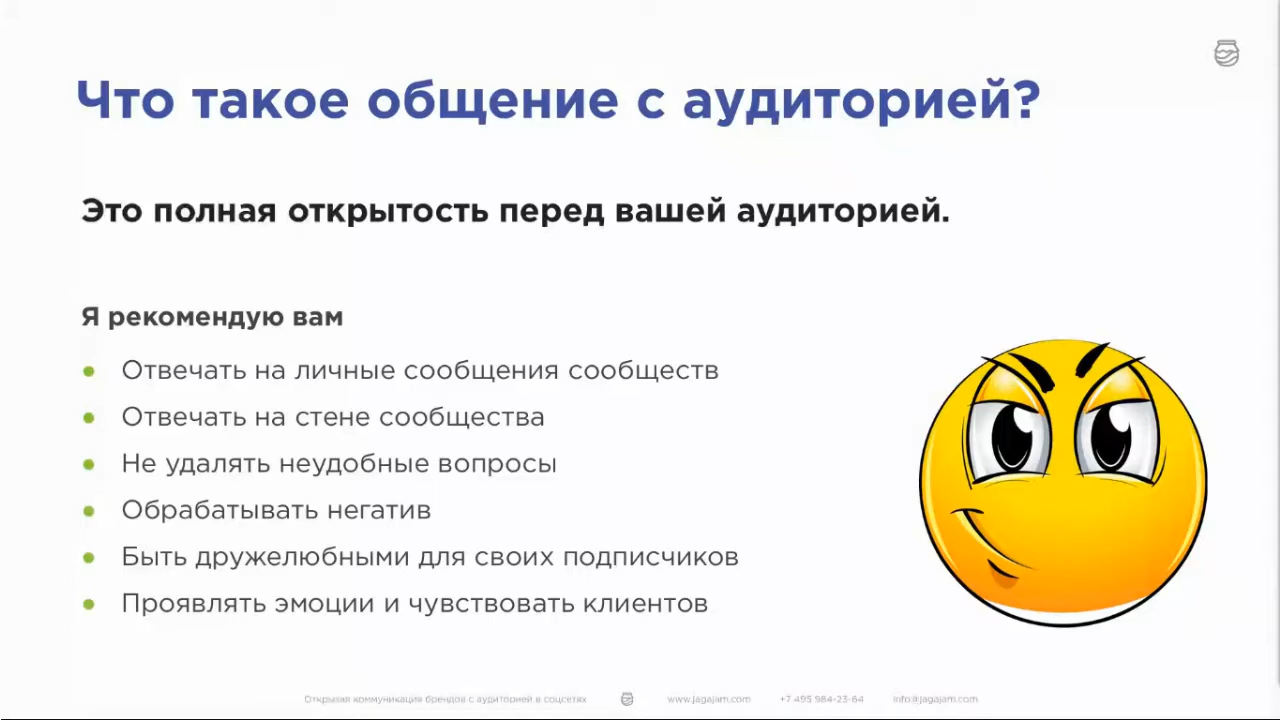 Что такое общение с аудиторией?
Это полная открытость перед вашей аудиторией.
Я рекомендую вам
Отвечать на личные сообщения сообществ
Отвечать на стене сообщества
Не удалять неудобные вопросы
Обрабатывать негатив
Быть дружелюбными для своих подписчиков
Проявлять эмоции и чувствовать клиентов
Открывая коммуникация брендов с аудиторией в соцсетях www.jagajam.com +7 495 984-23-64 info@jagajam.com